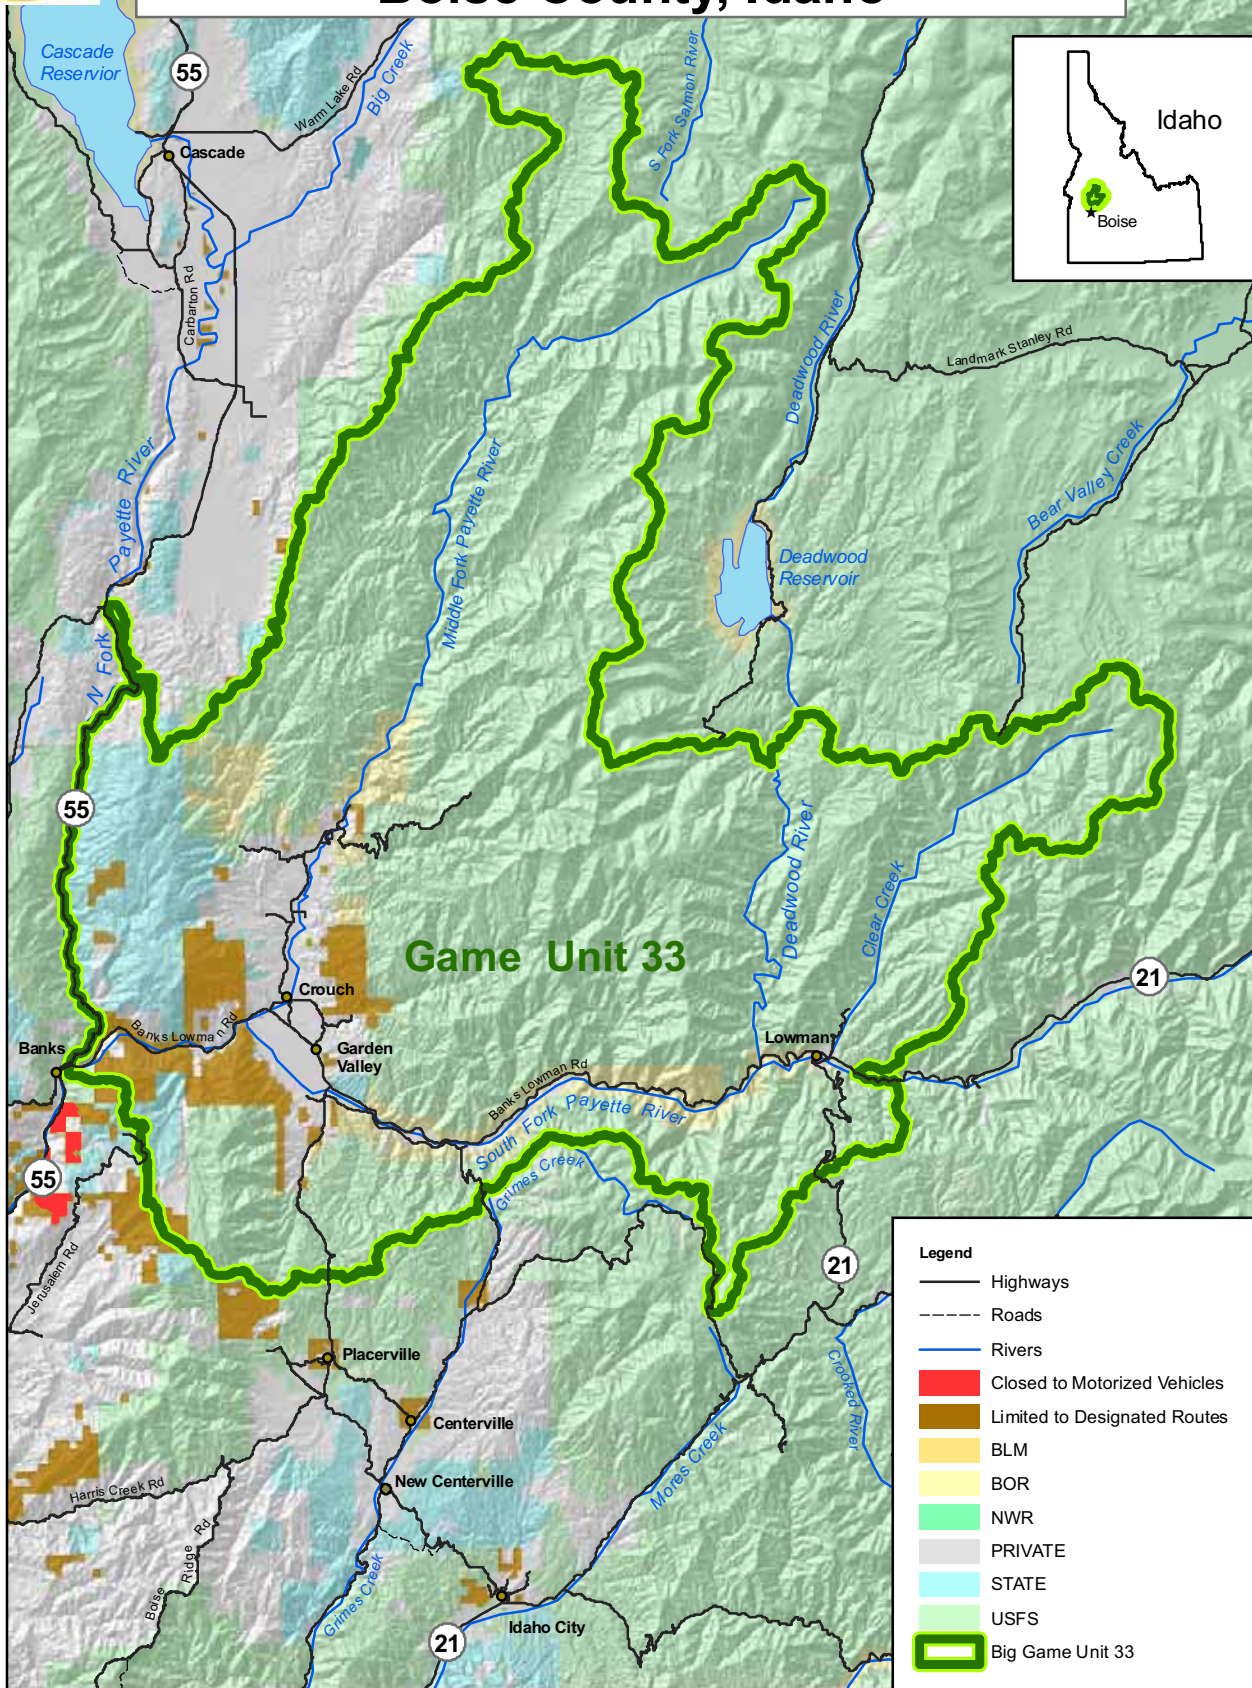 Boise County, Idaho
Cascade
Reservior
55
Warm Lake Rd
Big Creek
S Fork Salmon River
Idaho
Boise
Cascade
Carbarton Rd
Deadwood River
Landmark Stanley Rd
Payette River
N Fork
Middle Fork Payette River
Bear Valley Creek
Deadwood
Reservoir
55
Deadwood River
Clear Creek
Game Unit 33
21
Crouch
Banks Lowman Rd
Banks
Garden
Valley
Lowman
Banks Lowman Rd
South Fork Payette River
Grimes Creek
55
Jerusalem Rd
21
Placerville
Centerville
Crooked River
New Centerville
Mores Creek
Harris Creek Rd
Boise Ridge Rd
Grimes Creek
Idaho City
21
Legend
Highways
Roads
Rivers
Closed to Motorized Vehicles
Limited to Designated Routes
BLM
BOR
NWR
PRIVATE
STATE
USFS
Big Game Unit 33